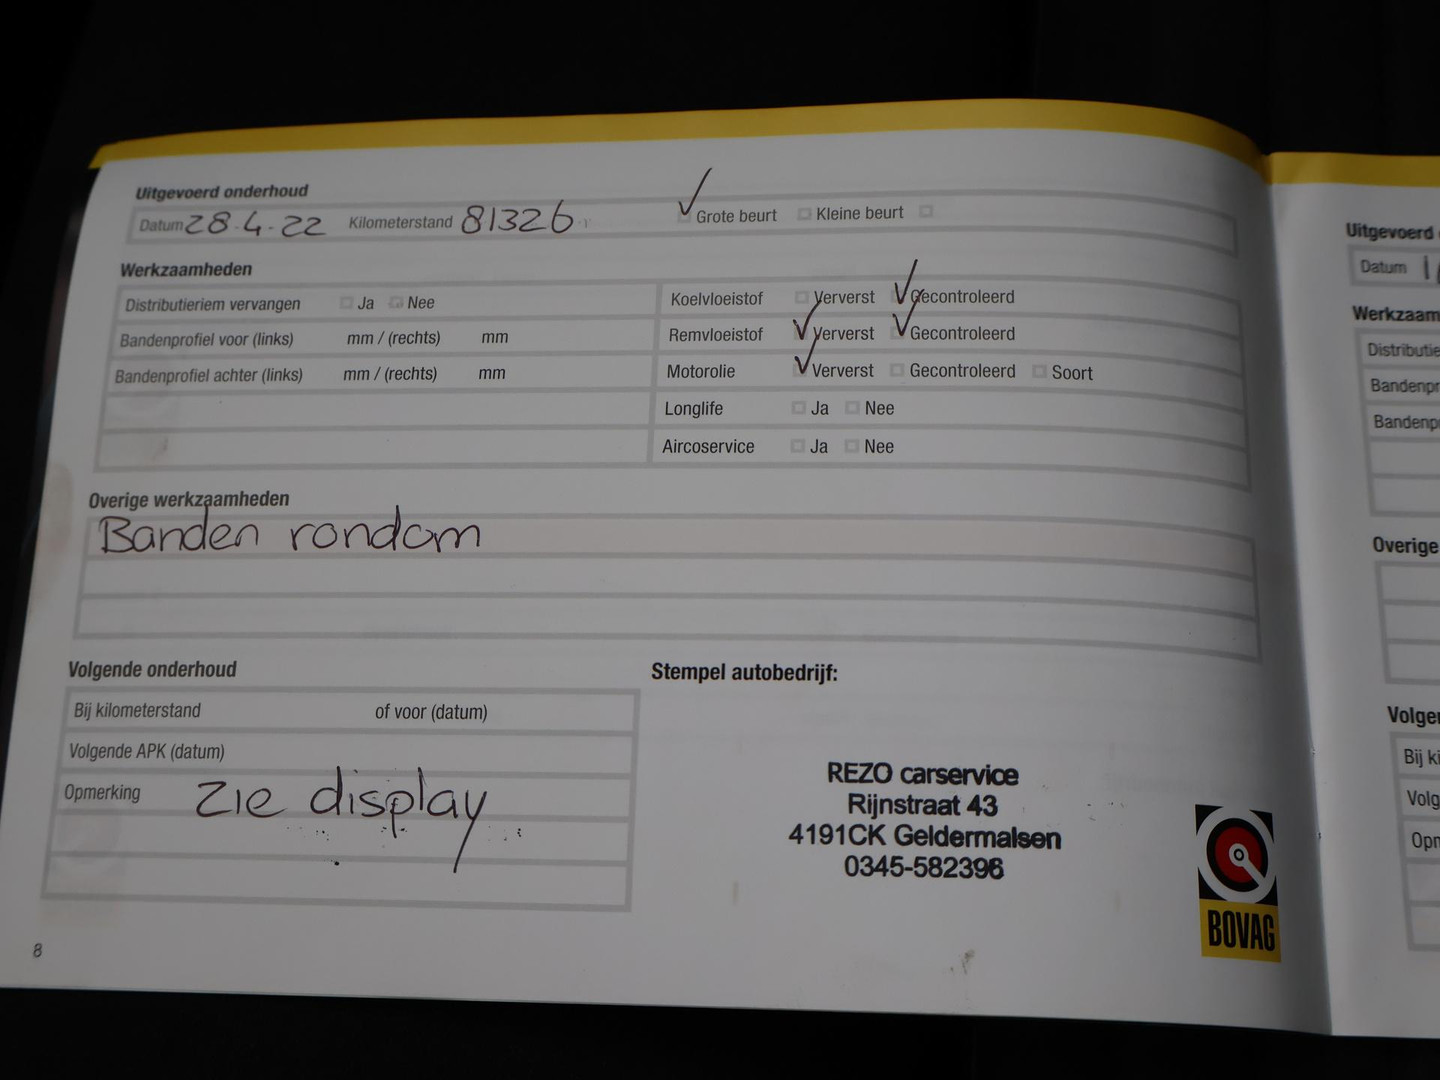 Uitgevoerd onderhoud
Datum 28-4-22 Kilometerstand 81326 Grote beurt Kleine beurt
Werkzaamheden
Distributieriem vervangen Ja Nee
Bandenprofiel voor (links) mm / (rechts) mm
Bandenprofiel achter (links) mm / (rechts) mm
Koelvloeistof Ververst Gecontroleerd
Remvloeistof Ververst Gecontroleerd
Motorolie Ververst Gecontroleerd Soort
Longlife Ja Nee
Aircoservice Ja Nee
Overige werkzaamheden
Banden rondom
Volgende onderhoud
Bij kilometerstand of voor (datum)
Volgende APK (datum)
Opmerking Zie display
Stempel autobedrijf:
REZO carservice
Rijnstraat 43
4191CK Geldermalsen
0345-582396
BOVAG
8
Uitgevoerd
Datum
Werkzaam
Distributie
Bandenpr
Bandenp
Overige
Volge
Bij ki
Volg
Opn